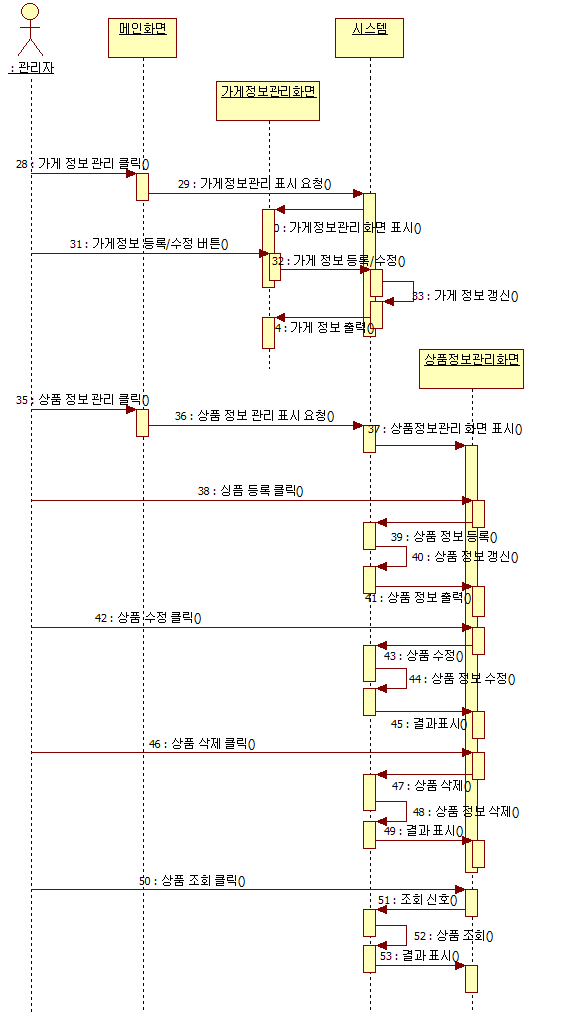 메인화면
시스템
: 관리자
가게정보관리화면
28 : 가게 정보 관리 클릭()
29 : 가게정보관리 표시 요청()
0 : 가게정보관리 화면 표시()
31 : 가게정보 등록/수정 버튼()
32 : 가게 정보 등록/수정()
33 : 가게 정보 갱신()
4 : 가게 정보 출력()
상품정보관리화면
35 : 상품 정보 관리 클릭()
36 : 상품 정보 관리 표시 요청()
37 : 상품정보관리 화면 표시()
38 : 상품 등록 클릭()
39 : 상품 정보 등록()
40 : 상품 정보 갱신()
41 : 상품 정보 출력()
42 : 상품 수정 클릭()
43 : 상품 수정()
44 : 상품 정보 수정()
45 : 결과표시()
46 : 상품 삭제 클릭()
47 : 상품 삭제()
48 : 상품 정보 삭제()
49 : 결과 표시()
50 : 상품 조회 클릭()
51 : 조회 신호()
52 : 상품 조회()
53 : 결과 표시()